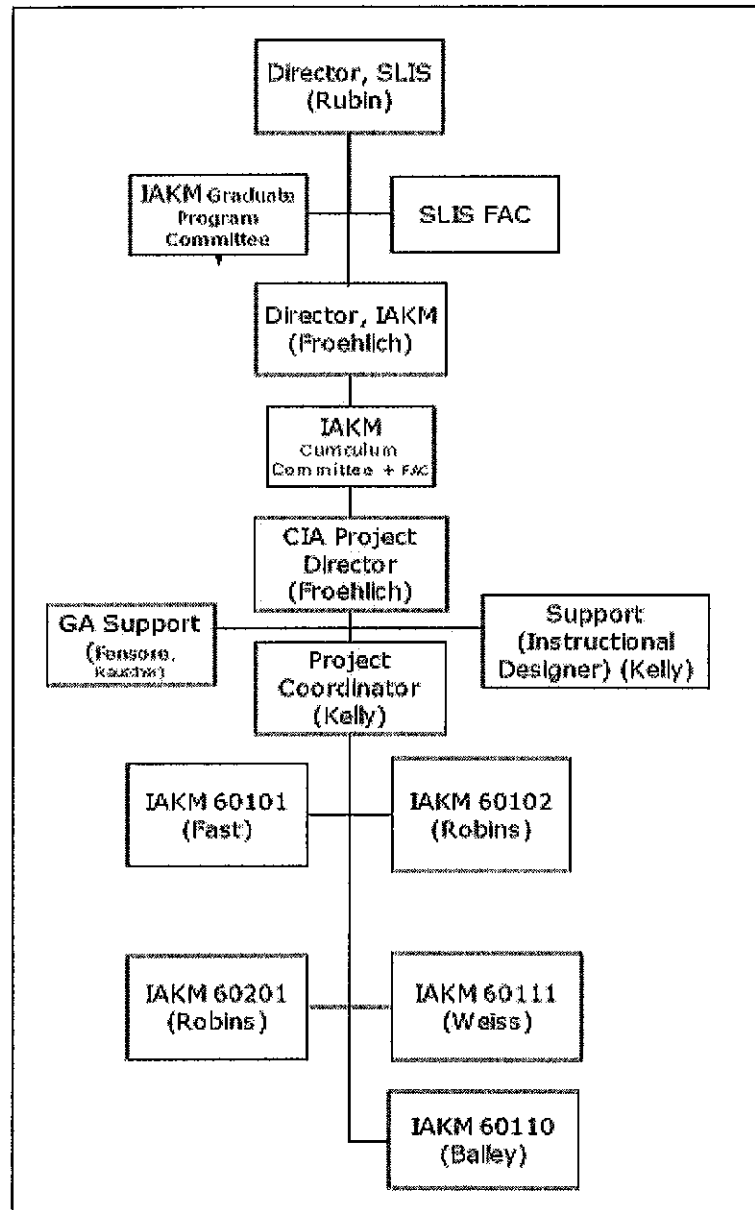 Director, SLIS
(Rubin)
IAKM Graduate
Program
Committee
SLIS FAC
Director, IAKM
(Froehlich)
IAKM
Curriculum
Committee + FAC
CIA Project
Director
(Froehlich)
GA Support
(Fensore,
Support
(Instructional
Designer) (Kelly)
Project
Coordinator
(Kelly)
IAKM 60101
(Fast)
IAKM 60102
(Robins)
IAKM 60201
(Robins)
IAKM 60111
(Weiss)
IAKM 60110
(Bailey)